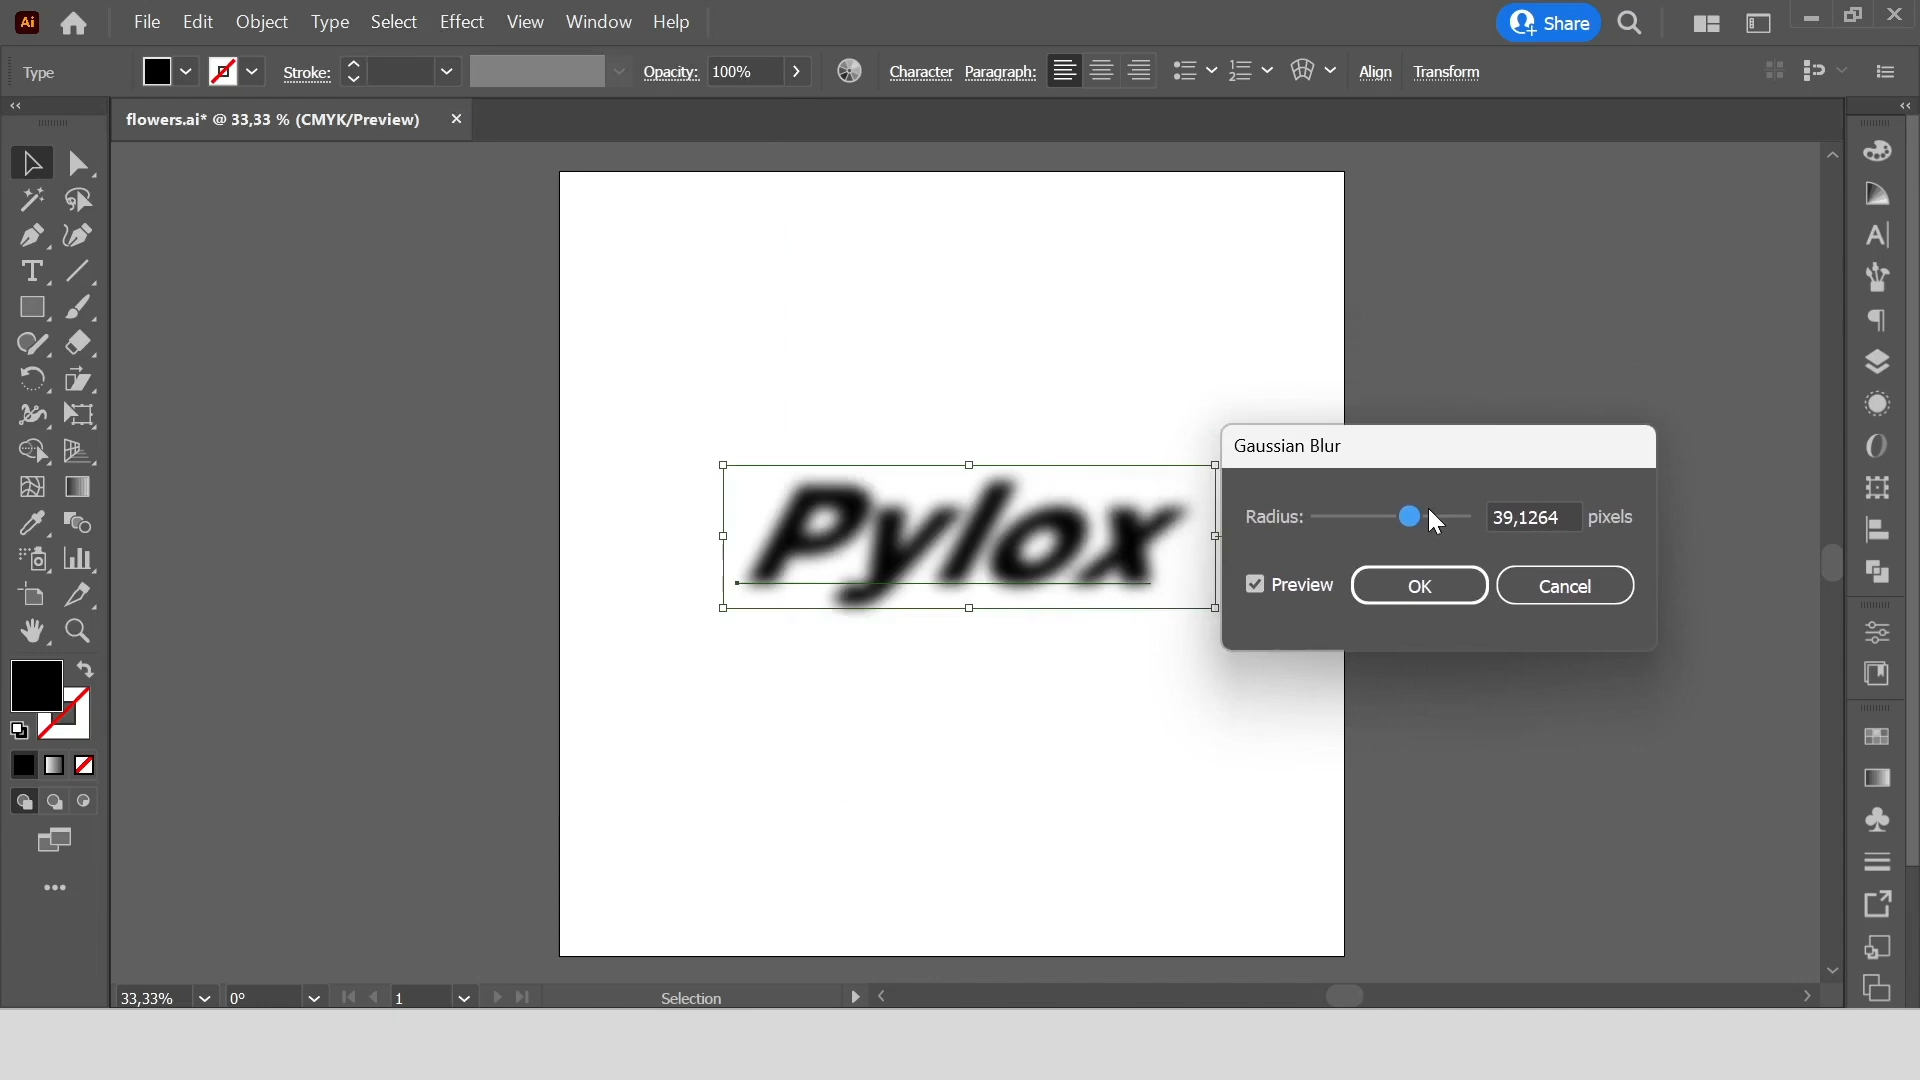 Ai File Edit Object Type Select Effect View Window Help Share
Type Stroke: Opacity: 100% Character Paragraph: Align Transform
flowers.ai* @ 33,33 % (CMYK/Preview)
Pylox
Gaussian Blur
Radius: 39,1264 pixels
Preview OK Cancel
33,33% 0° 1 Selection